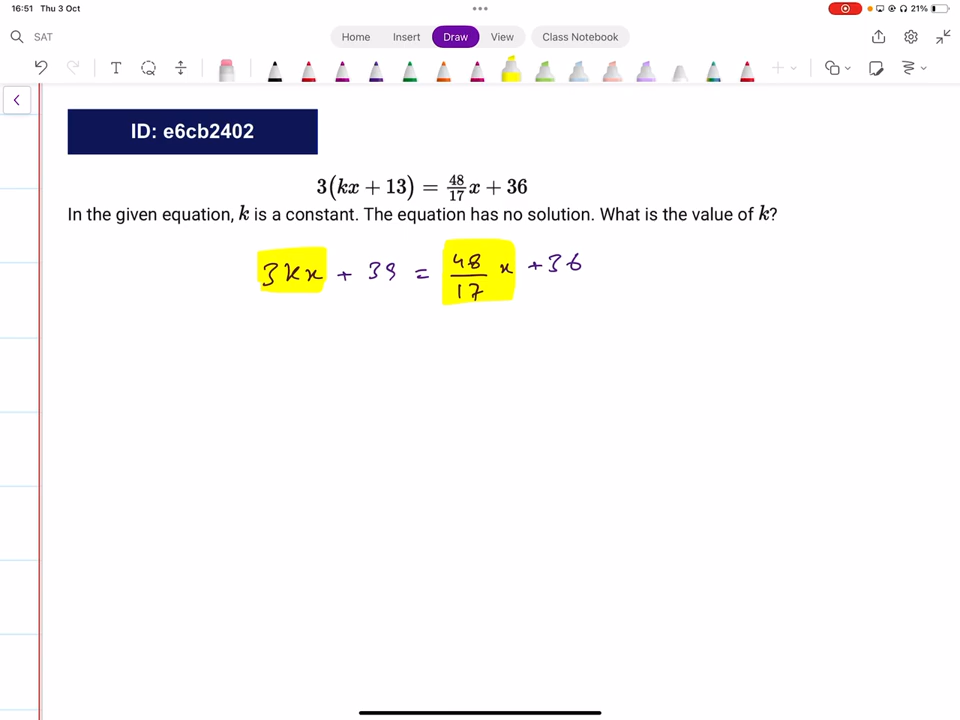 16:51 Thu 3 Oct
21%
SAT
Home Insert Draw View Class Notebook
T
ID: e6cb2402
3(kx + 13) = 48/17 x + 36
In the given equation, k is a constant. The equation has no solution. What is the value of k?
3kx + 39 = 48/17 x + 36